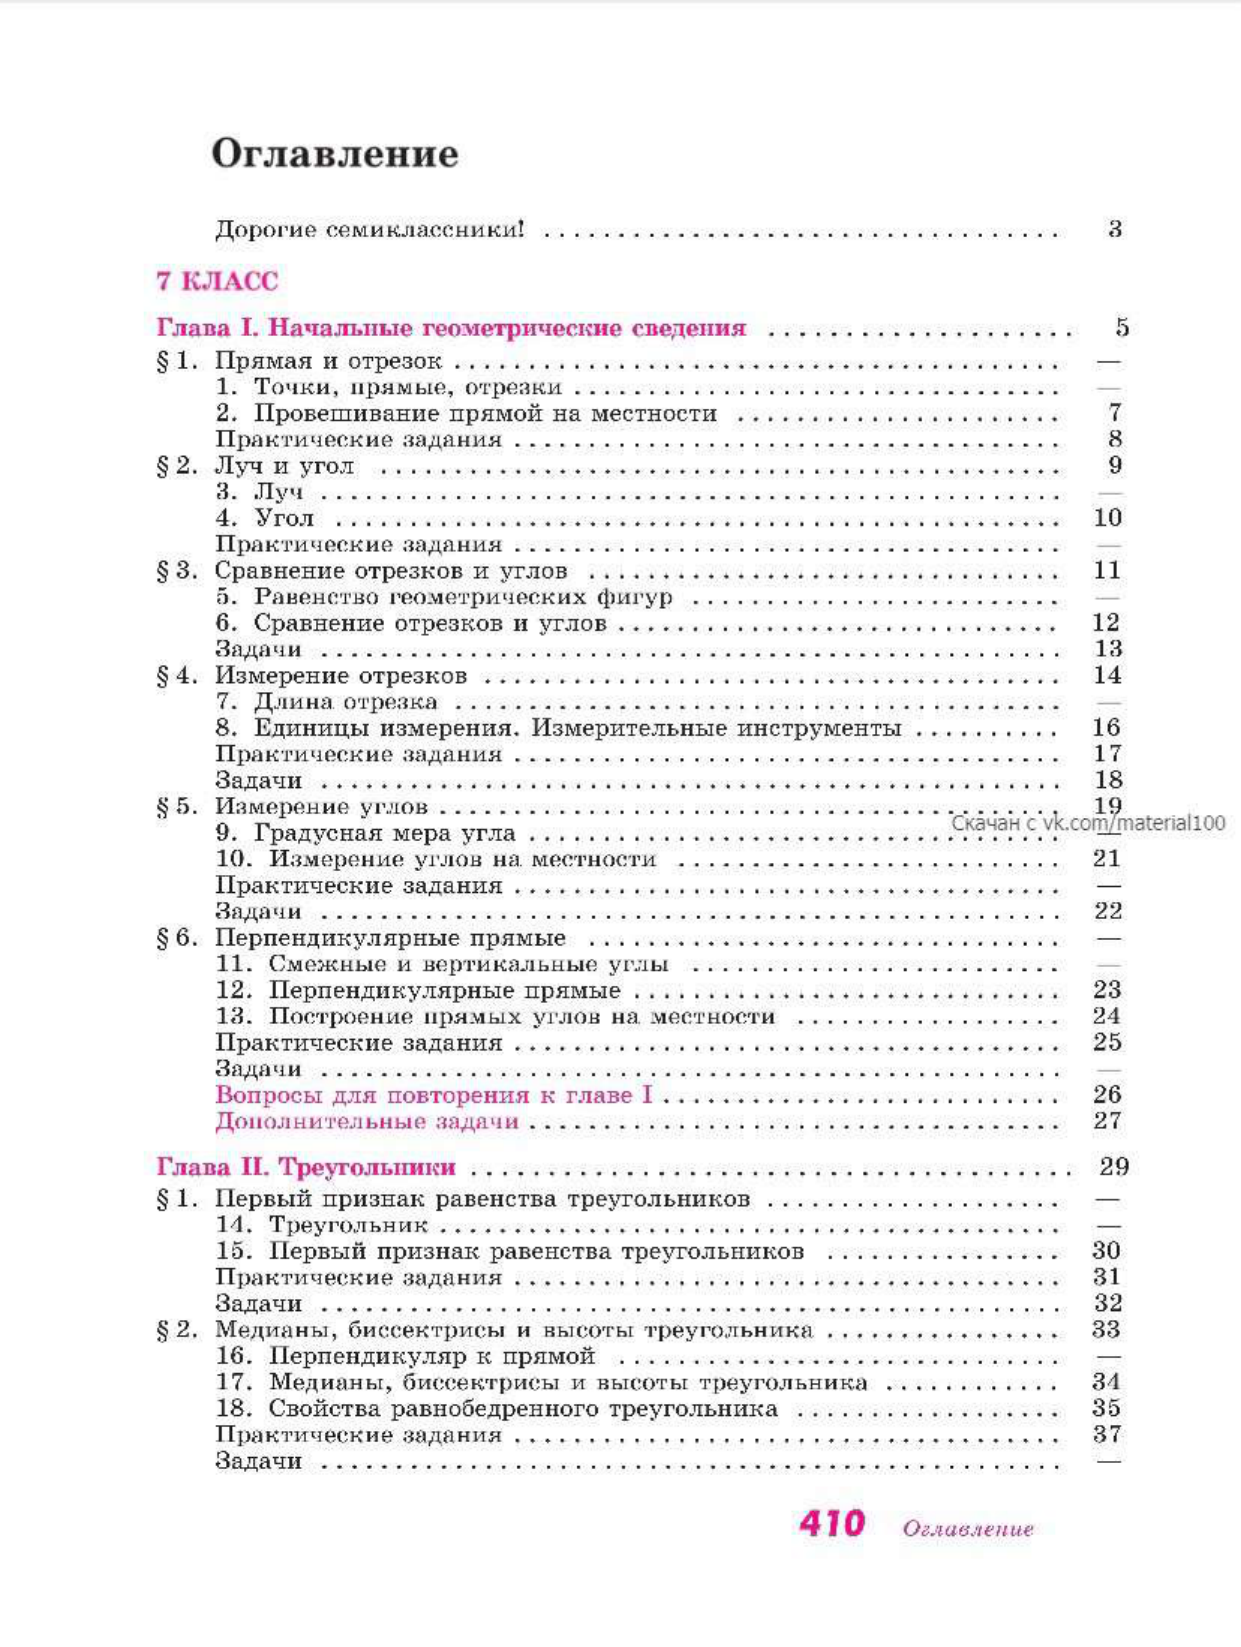 Оглавление
Дорогие семиклассники! . . . . . . . . . . . . . . . . . . . . . . . . . . . . . . . . . . . 3
7 КЛАСС
Глава I. Начальные геометрические сведения . . . . . . . . . . . . . . . . . . . . 5
§ 1. Прямая и отрезок . . . . . . . . . . . . . . . . . . . . —
1. Точки, прямые, отрезки . . . . . . . . . . . . . . . . . . . . —
2. Провешивание прямой на местности . . . . . . . . . . . . . . . . . . . . 7
Практические задания . . . . . . . . . . . . . . . . . . . . 8
§ 2. Луч и угол . . . . . . . . . . . . . . . . . . . . 9
3. Луч . . . . . . . . . . . . . . . . . . . . —
4. Угол . . . . . . . . . . . . . . . . . . . . 10
Практические задания . . . . . . . . . . . . . . . . . . . . —
§ 3. Сравнение отрезков и углов . . . . . . . . . . . . . . . . . . . . 11
5. Равенство геометрических фигур . . . . . . . . . . . . . . . . . . . . —
6. Сравнение отрезков и углов . . . . . . . . . . . . . . . . . . . . 12
Задачи . . . . . . . . . . . . . . . . . . . . 13
§ 4. Измерение отрезков . . . . . . . . . . . . . . . . . . . . 14
7. Длина отрезка . . . . . . . . . . . . . . . . . . . . —
8. Единицы измерения. Измерительные инструменты . . . . . . . . . . 16
Практические задания . . . . . . . . . . . . . . . . . . . . 17
Задачи . . . . . . . . . . . . . . . . . . . . 18
§ 5. Измерение углов . . . . . . . . . . . . . . . . . . . . 19
Скачан с vk.com/material100
9. Градусная мера угла . . . . . . . . . . . . . . . . . . . . —
10. Измерение углов на местности . . . . . . . . . . . . . . . . . . . . 21
Практические задания . . . . . . . . . . . . . . . . . . . . —
Задачи . . . . . . . . . . . . . . . . . . . . 22
§ 6. Перпендикулярные прямые . . . . . . . . . . . . . . . . . . . . —
11. Смежные и вертикальные углы . . . . . . . . . . . . . . . . . . . . —
12. Перпендикулярные прямые . . . . . . . . . . . . . . . . . . . . 23
13. Построение прямых углов на местности . . . . . . . . . . . . . . . . . . 24
Практические задания . . . . . . . . . . . . . . . . . . . . 25
Задачи . . . . . . . . . . . . . . . . . . . . —
Вопросы для повторения к главе I . . . . . . . . . . . . . . . . . . . . 26
Дополнительные задачи . . . . . . . . . . . . . . . . . . . . 27
Глава II. Треугольники . . . . . . . . . . . . . . . . . . . . 29
§ 1. Первый признак равенства треугольников . . . . . . . . . . . . . . . . . . . . —
14. Треугольник . . . . . . . . . . . . . . . . . . . . —
15. Первый признак равенства треугольников . . . . . . . . . . . . . . . . 30
Практические задания . . . . . . . . . . . . . . . . . . . . 31
Задачи . . . . . . . . . . . . . . . . . . . . 32
§ 2. Медианы, биссектрисы и высоты треугольника . . . . . . . . . . . . . . . . 33
16. Перпендикуляр к прямой . . . . . . . . . . . . . . . . . . . . —
17. Медианы, биссектрисы и высоты треугольника . . . . . . . . . . . . 34
18. Свойства равнобедренного треугольника . . . . . . . . . . . . . . . . . . 35
Практические задания . . . . . . . . . . . . . . . . . . . . 37
Задачи . . . . . . . . . . . . . . . . . . . . —
410 Оглавление